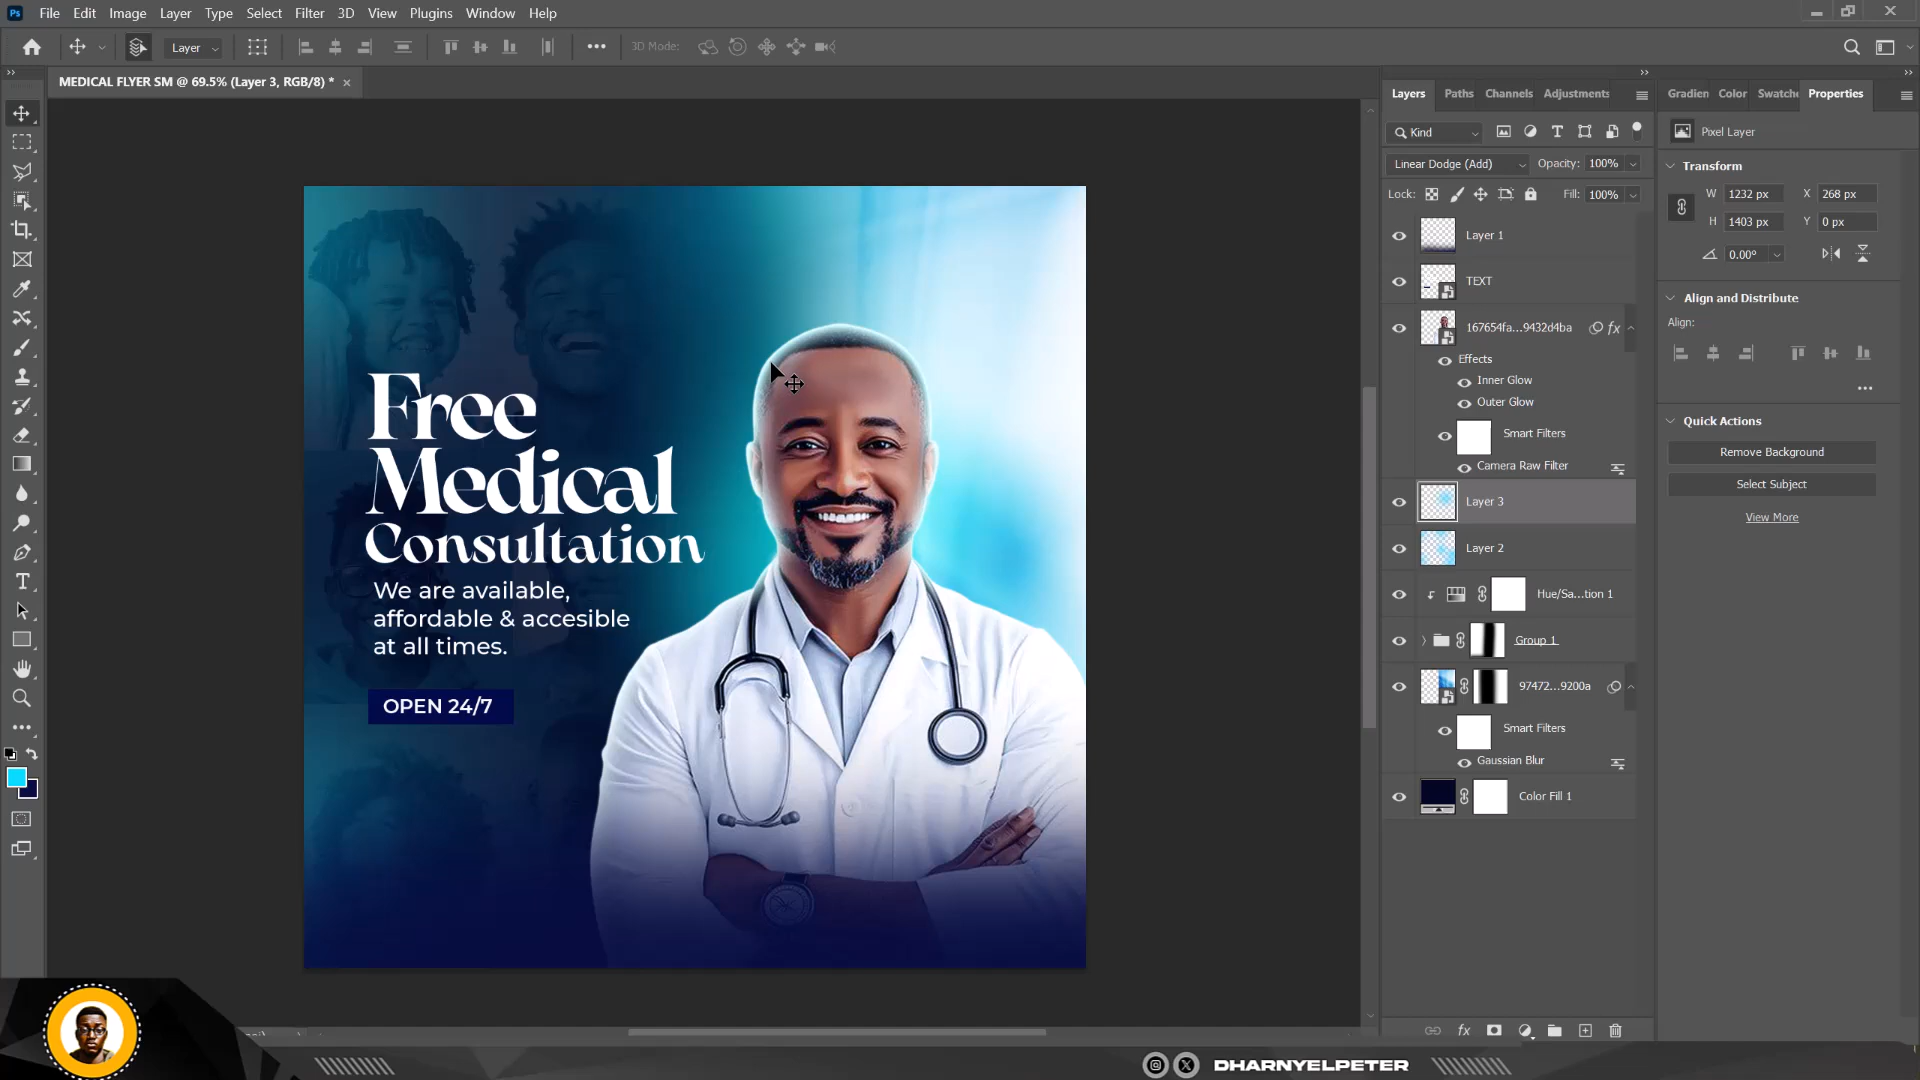 Ps File Edit Image Layer Type Select Filter 3D View Plugins Window Help
Layer 3D Mode:
MEDICAL FLYER SM @ 69.5% (Layer 3, RGB/8) *
Free
Medical
Consultation
We are available,
affordable & accesible
at all times.
OPEN 24/7
Layers Paths Channels Adjustments
Kind
Linear Dodge (Add) Opacity: 100%
Lock: Fill: 100%
Layer 1
TEXT
167654fa...9432d4ba fx
Effects
Inner Glow
Outer Glow
Smart Filters
Camera Raw Filter
Layer 3
Layer 2
Hue/Sa...tion 1
Group 1
97472...9200a
Smart Filters
Gaussian Blur
Color Fill 1
fx
Gradien Color Swatche Properties
Pixel Layer
Transform
W 1232 px X 268 px
H 1403 px Y 0 px
0.00°
Align and Distribute
Align:
Quick Actions
Remove Background
Select Subject
View More
DHARNYELPETER